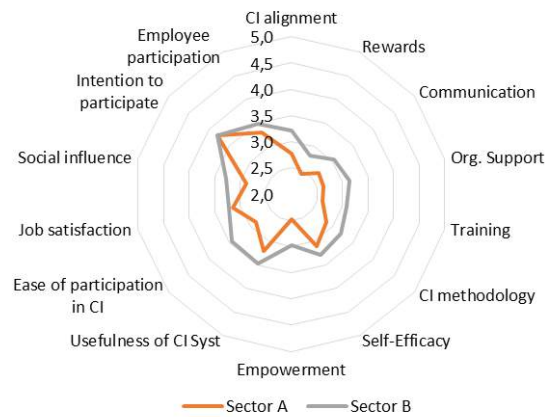 CI alignment
Rewards
Communication
Org. Support
Training
CI methodology
Self-Efficacy
Empowerment
Usefulness of CI Syst
Ease of participation
in CI
Job satisfaction
Social influence
Intention to
participate
Employee
participation
5,0
4,5
4,0
3,5
3,0
2,5
2,0
Sector A
Sector B